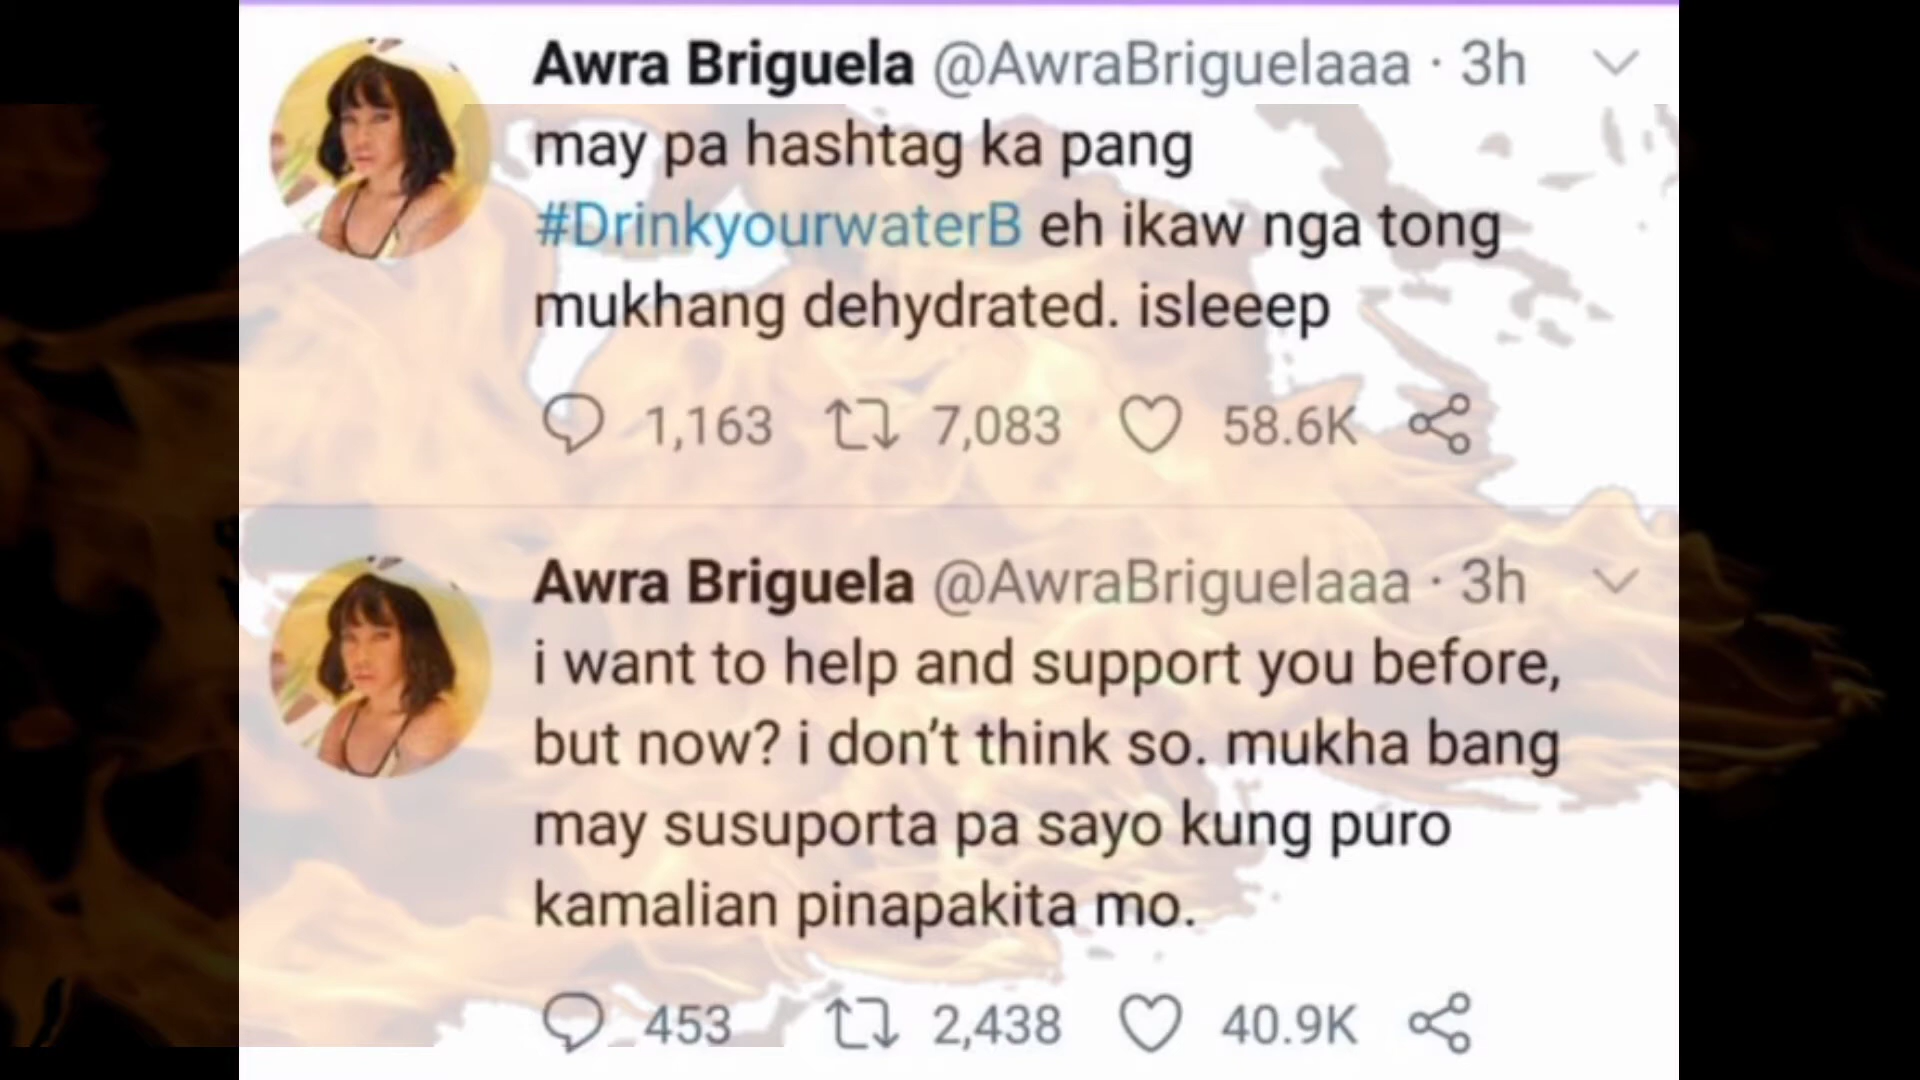 Awra Briguela @AwraBriguelaaa · 3h
may pa hashtag ka pang
#DrinkyourwaterB eh ikaw nga tong
mukhang dehydrated. isleeep
1,163 7,083 58.6K
Awra Briguela @AwraBriguelaaa · 3h
i want to help and support you before,
but now? i don't think so. mukha bang
may susuporta pa sayo kung puro
kamalian pinapakita mo.
453 2,438 40.9K